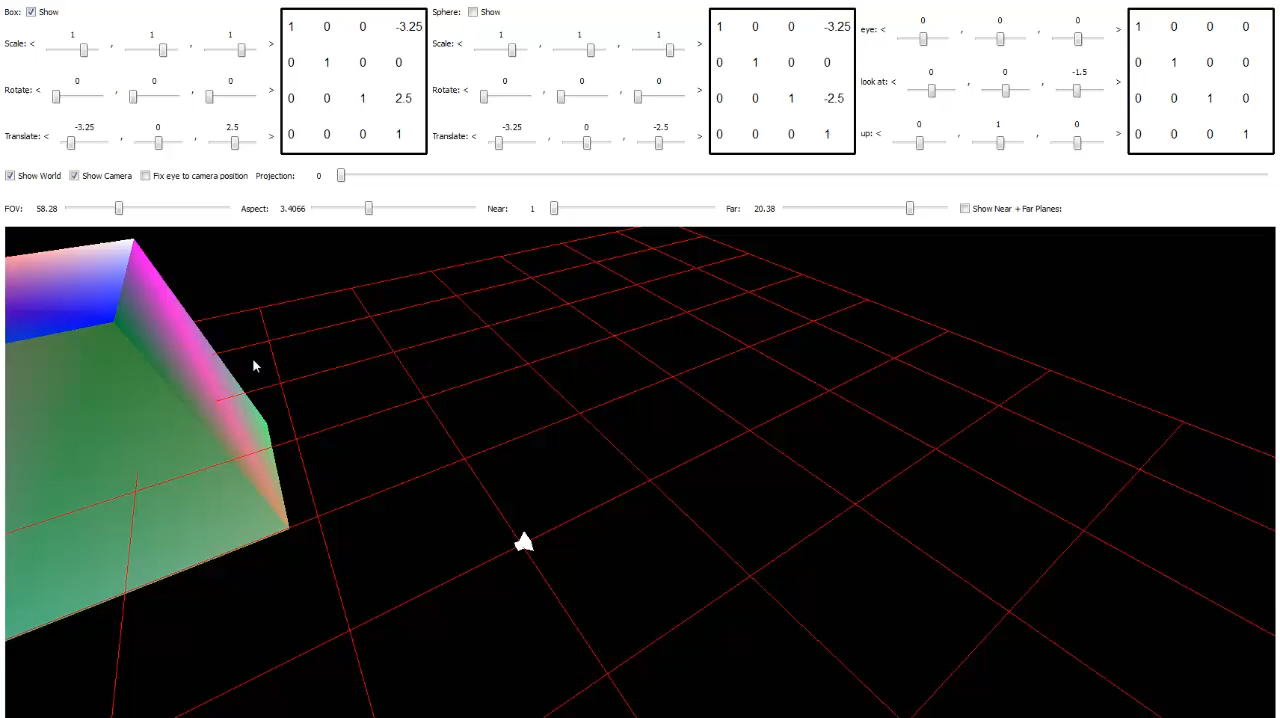 Box: Show
1 , 1 , 1
Scale: < >
0 , 0 , 0
Rotate: < >
-3.25 , 0 , 2.5
Translate: < >
1 0 0 -3.25
0 1 0 0
0 0 1 2.5
0 0 0 1
Sphere: Show
1 , 1 , 1
Scale: < >
0 , 0 , 0
Rotate: < >
-3.25 , 0 , -2.5
Translate: < >
1 0 0 -3.25
0 1 0 0
0 0 1 -2.5
0 0 0 1
0 , 0 , 0
eye: < >
0 , 0 , -1.5
look at: < >
0 , 1 , 0
up: < >
1 0 0 0
0 1 0 0
0 0 1 0
0 0 0 1
Show World Show Camera Fix eye to camera position Projection: 0
FOV: 58.28 Aspect: 3.4066 Near: 1 Far: 20.38 Show Near + Far Planes: